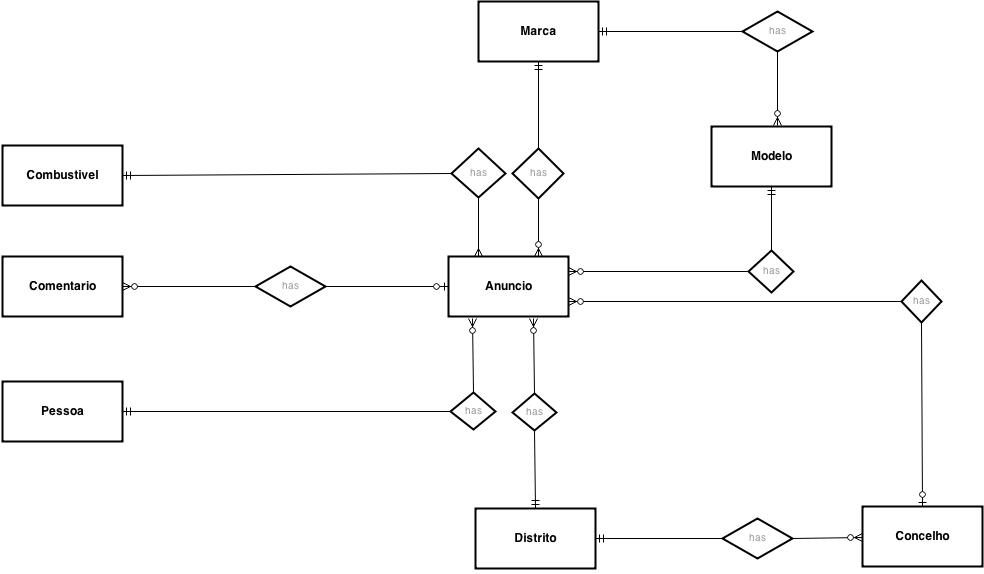 Marca
has
Modelo
Combustivel
has
has
Comentario
has
Anuncio
has
has
Pessoa
has
has
Distrito
has
Concelho